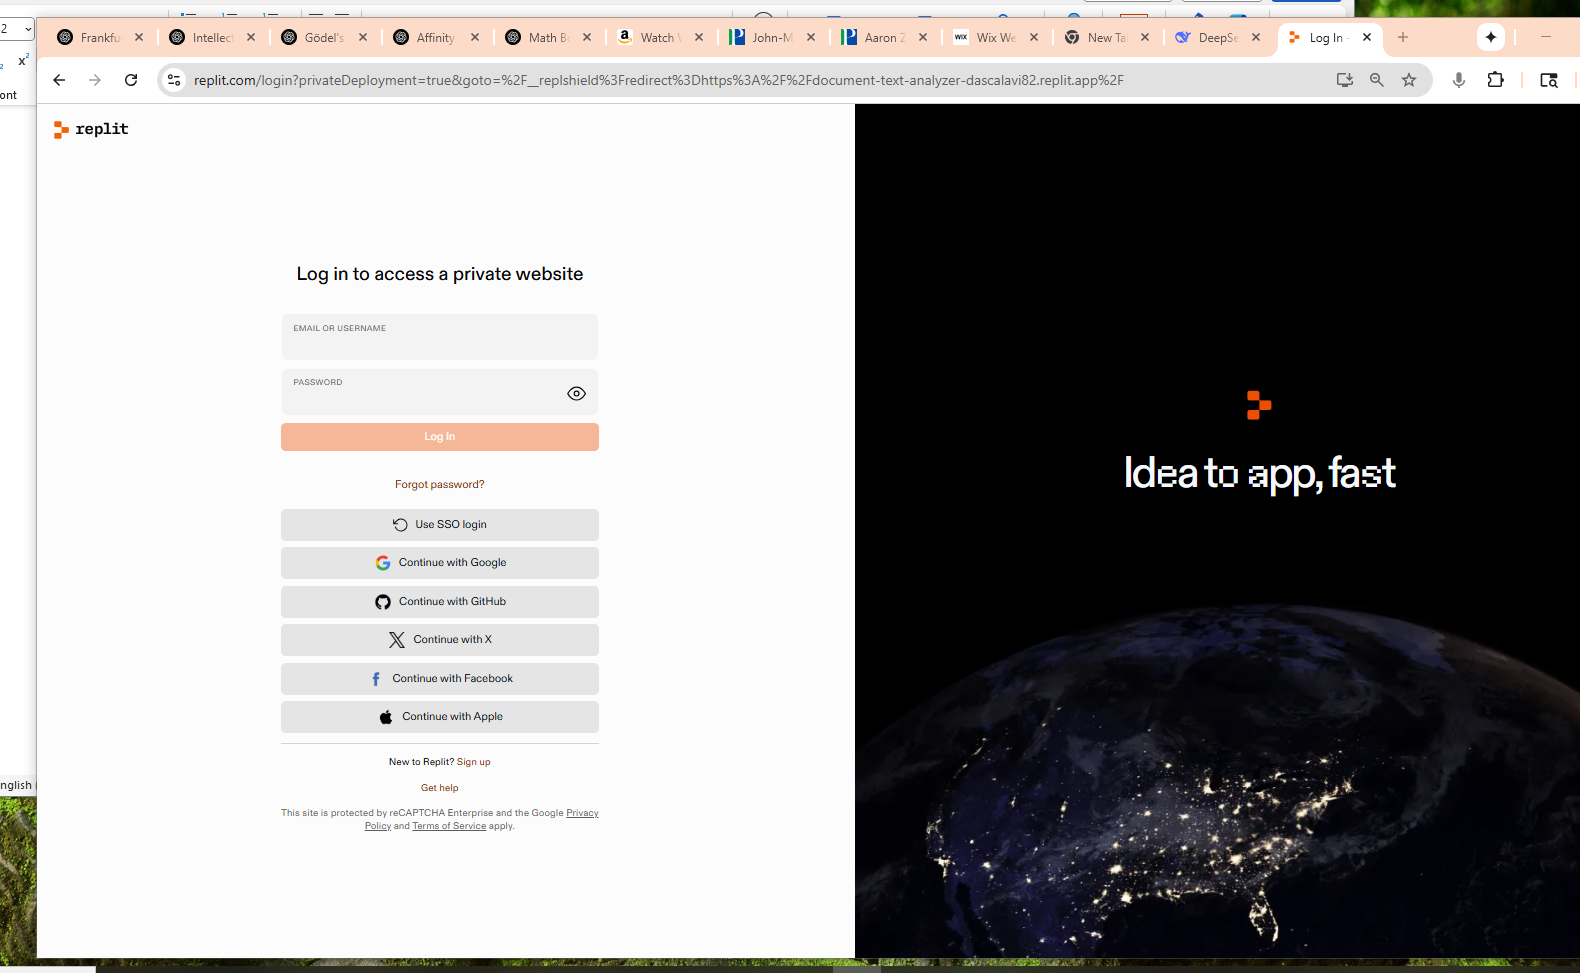 2
x²
ont
nglish
Frankfu
Intellect
Gödel's
Affinity
Math B
Watch
John-M
Aaron
Wix We
New Ta
DeepSe
Log In -
replit.com/login?privateDeployment=true&goto=%2F__replshield%3Fredirect%3Dhttps%3A%2F%2Fdocument-text-analyzer-dascalavi82.replit.app%2F
replit
Log in to access a private website
EMAIL OR USERNAME
PASSWORD
Log In
Forgot password?
Use SSO login
Continue with Google
Continue with GitHub
Continue with X
Continue with Facebook
Continue with Apple
New to Replit? Sign up
Get help
This site is protected by reCAPTCHA Enterprise and the Google Privacy
Policy and Terms of Service apply.
Idea to app, fast